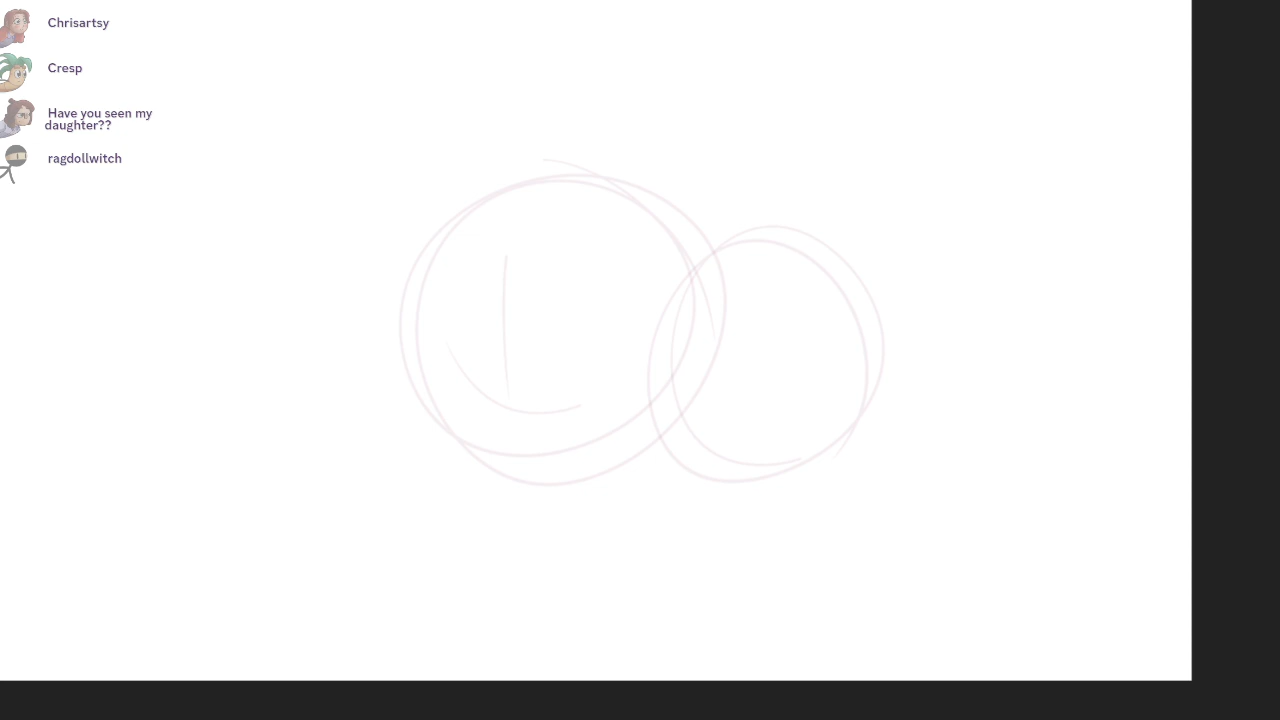 Chrisartsy
Cresp
Have you seen my
daughter??
ragdollwitch